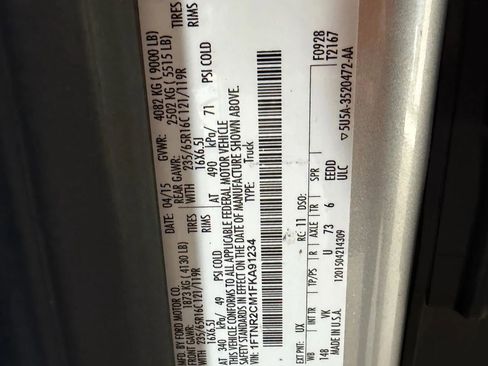 MFD. BY FORD MOTOR CO.
DATE: 04/15 GVWR: 4082 KG ( 9000 LB)
FRONT GAWR: 1873 KG ( 4130 LB) REAR GAWR: 2502 KG ( 5515 LB)
235/65R16C 121/119R TIRES WITH 235/65R16C 121/119R TIRES
16X6.5J RIMS 16X6.5J RIMS
AT 340 kPa/ 49 PSI COLD AT 490 kPa/ 71 PSI COLD
THIS VEHICLE CONFORMS TO ALL APPLICABLE FEDERAL MOTOR VEHICLE
SAFETY STANDARDS IN EFFECT ON THE DATE OF MANUFACTURE SHOWN ABOVE.
VIN: 1FTNR2CM1FKA91234 TYPE: Truck
F0928
T2167
EXT PNT: UX RC: 11 DSO:
WB INT TR TP/PS R AXLE TR SPR
148 VK U 73 6 EEDD
ULC
MADE IN U.S.A. 1201504214309 ▽5U5A-3520472-AA